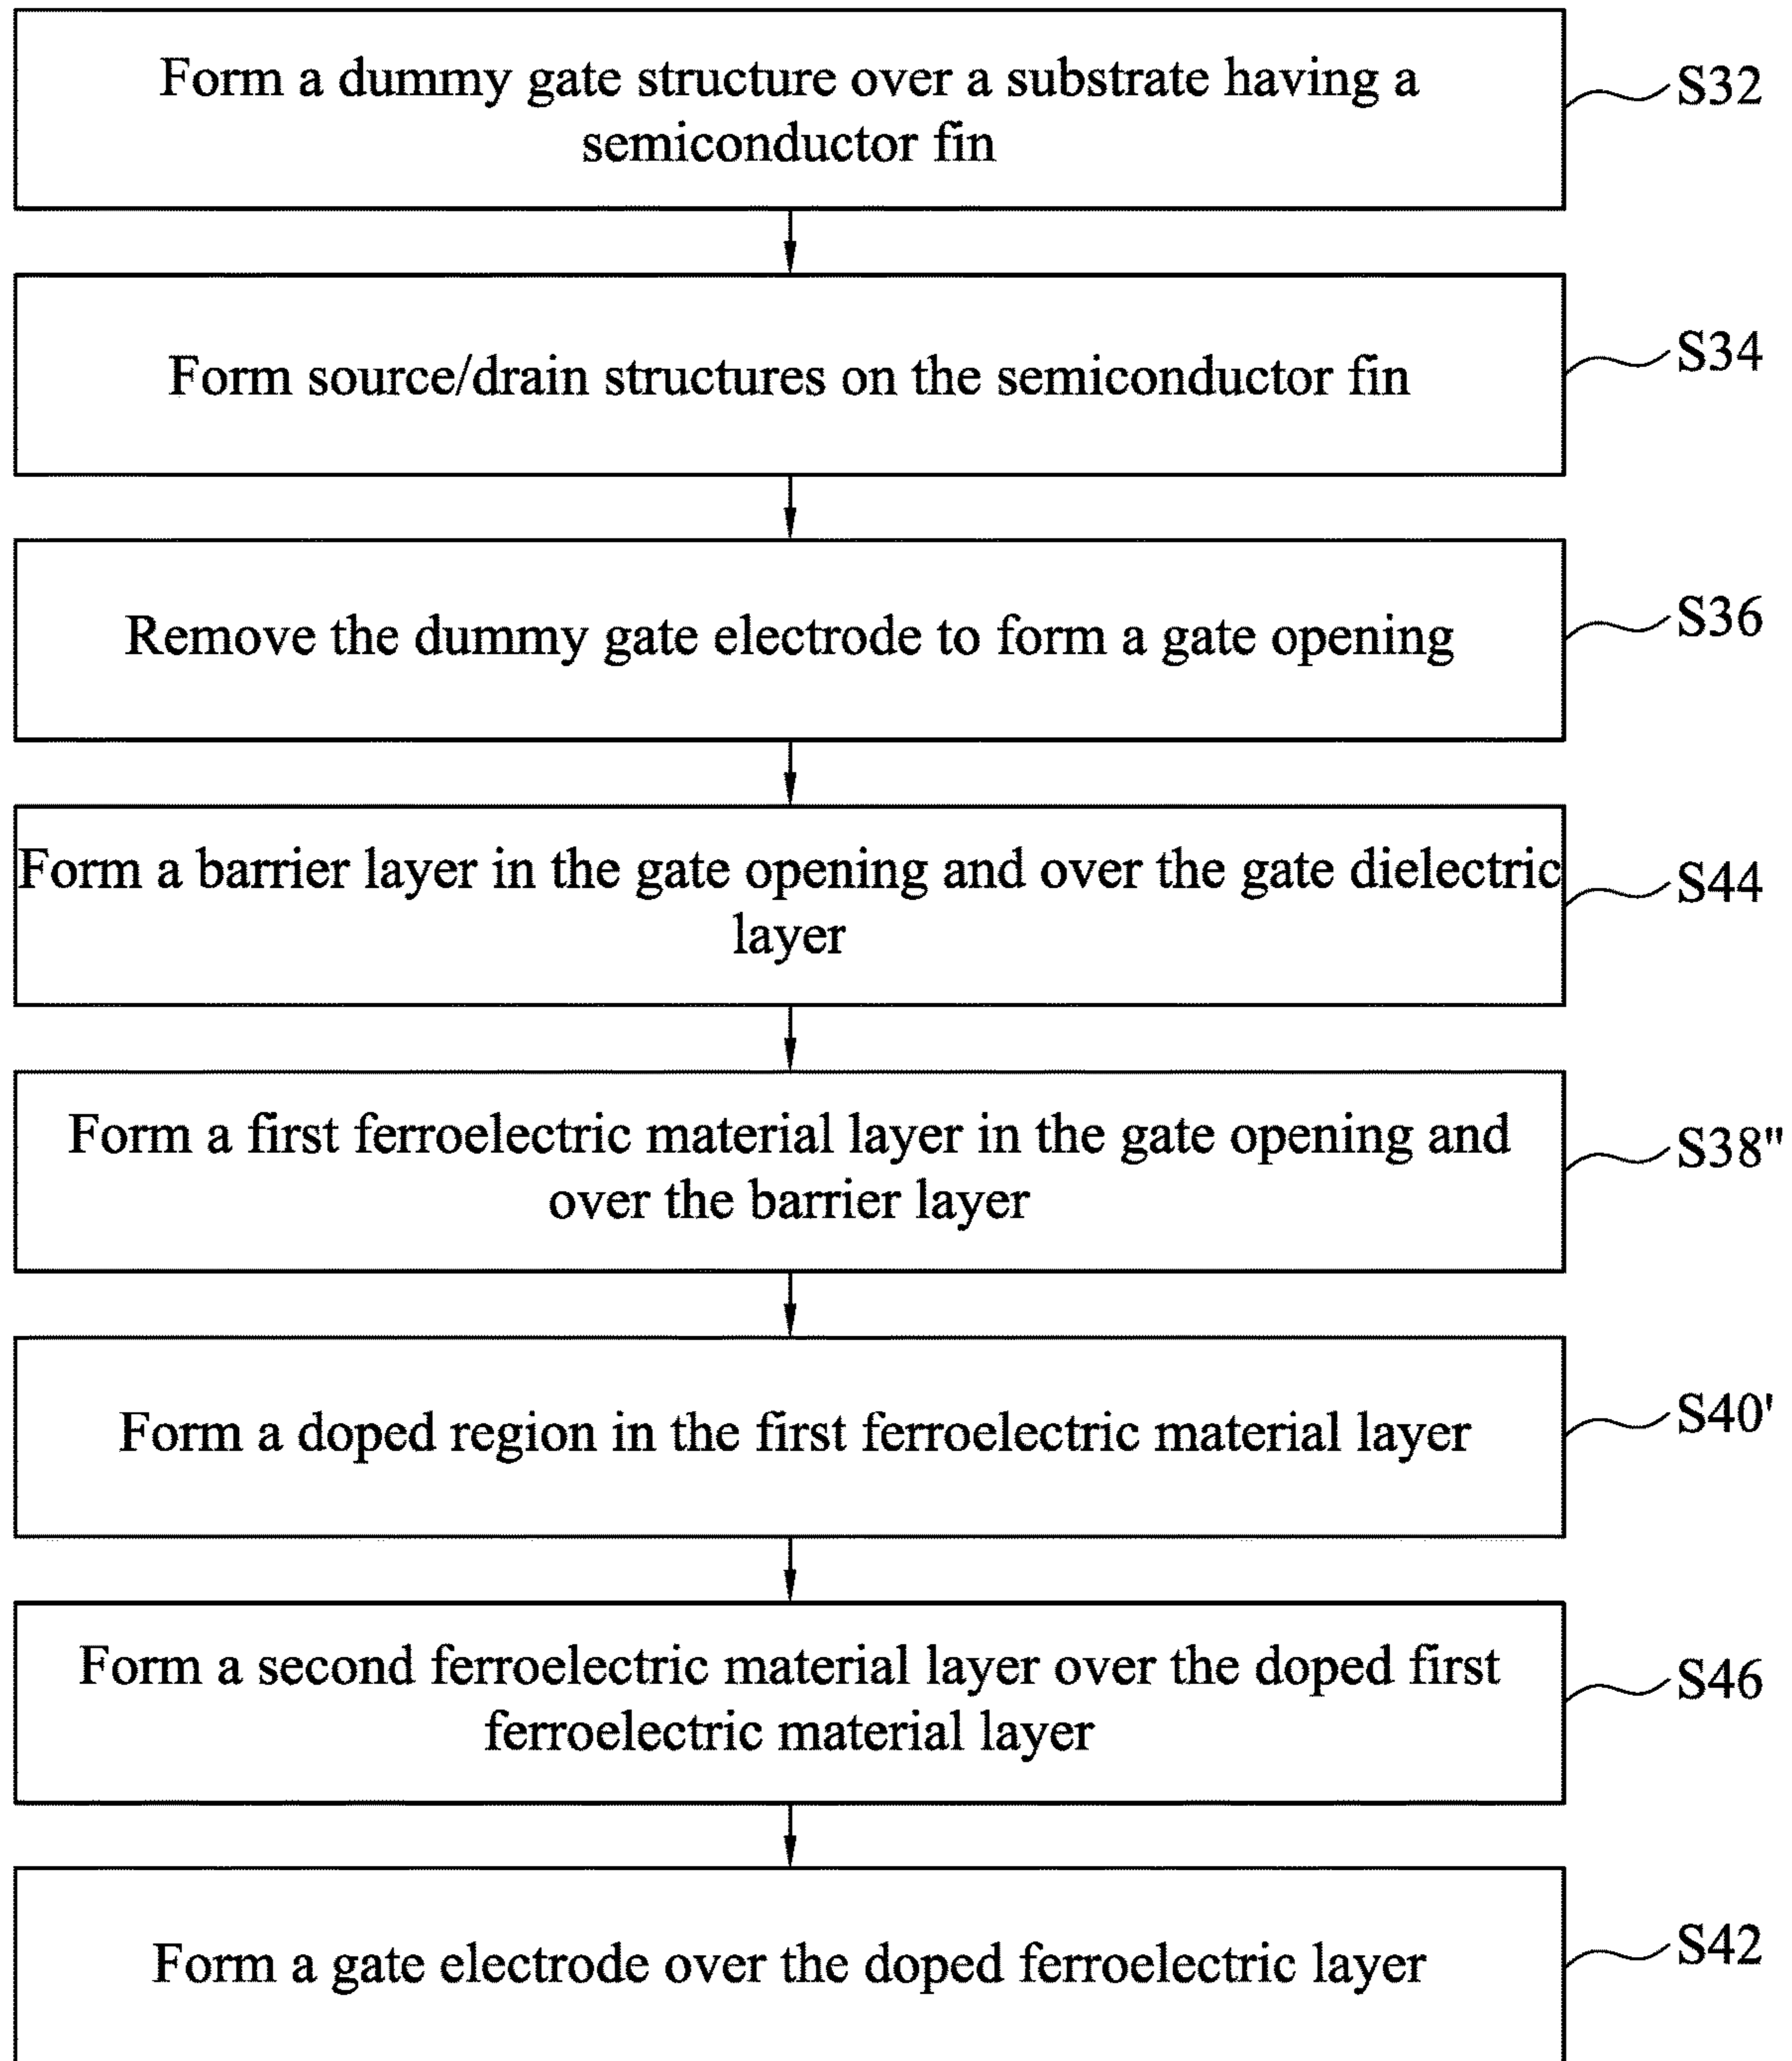 Form a dummy gate structure over a substrate having a
semiconductor fin
S32
Form source/drain structures on the semiconductor fin
S34
Remove the dummy gate electrode to form a gate opening
S36
Form a barrier layer in the gate opening and over the gate dielectric
layer
S44
Form a first ferroelectric material layer in the gate opening and
over the barrier layer
S38"
Form a doped region in the first ferroelectric material layer
S40'
Form a second ferroelectric material layer over the doped first
ferroelectric material layer
S46
Form a gate electrode over the doped ferroelectric layer
S42